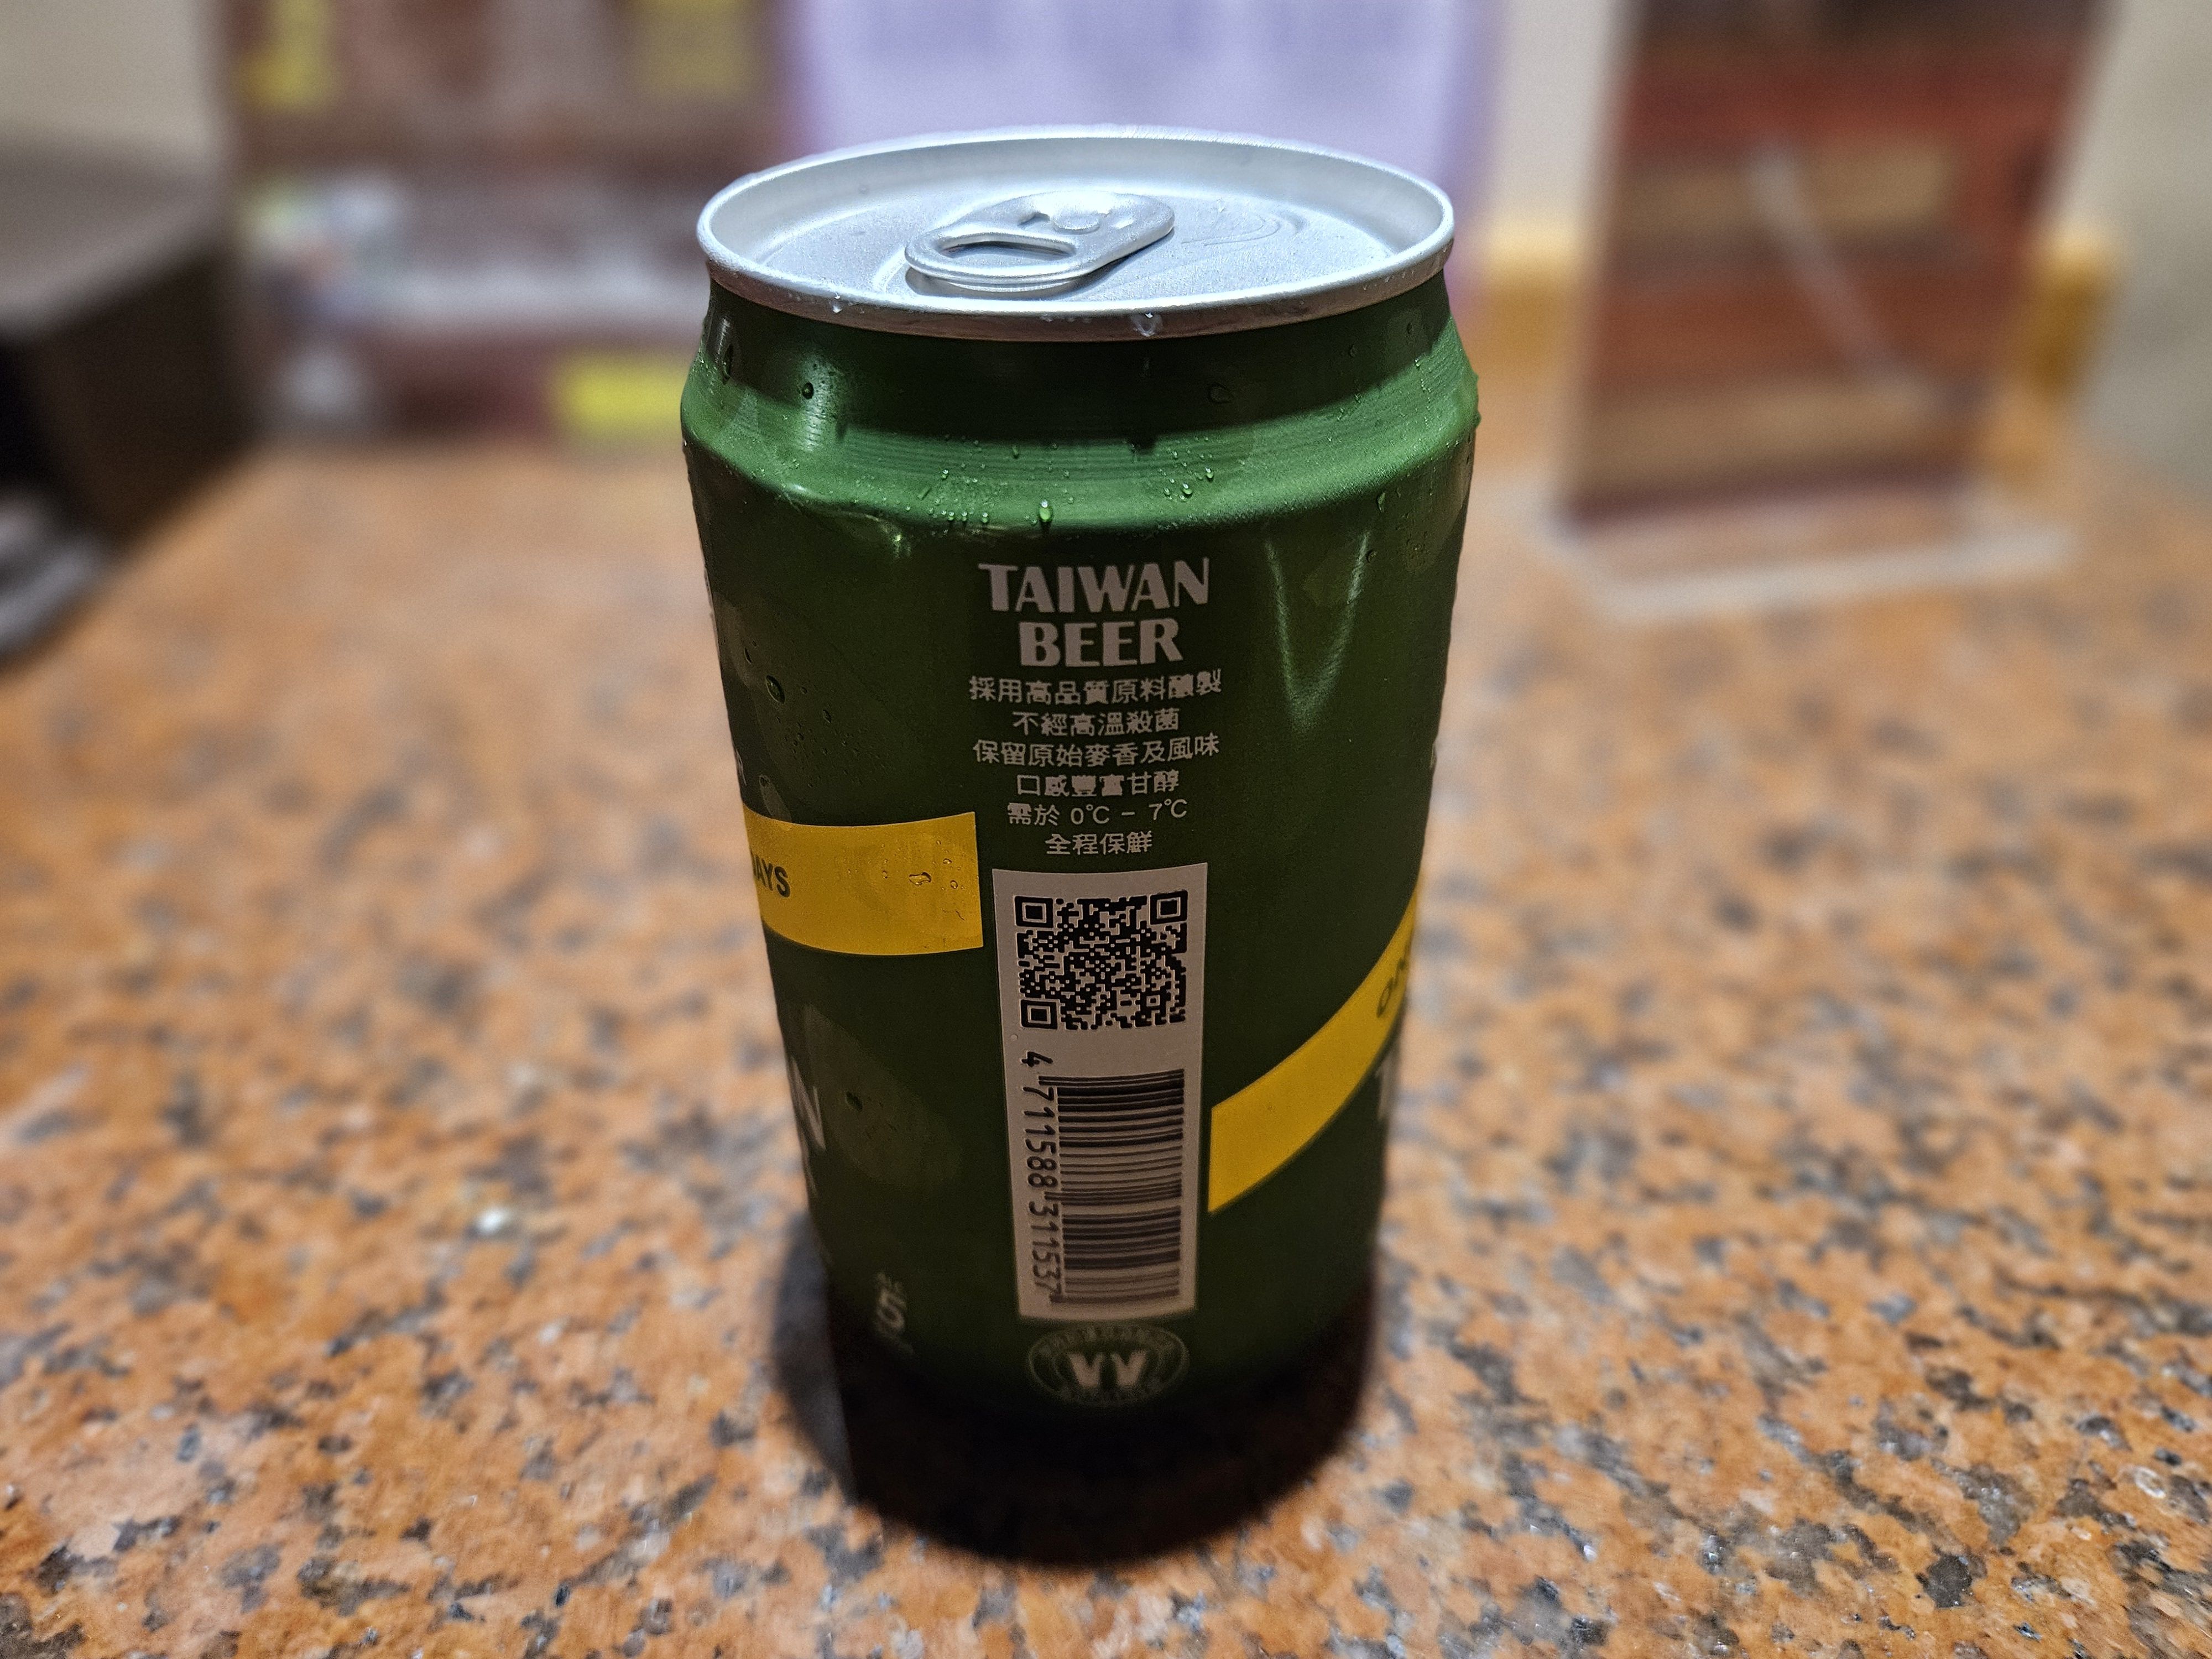 TAIWAN
BEER
採用高品質原料釀製
不經高溫殺菌
保留原始麥香及風味
口感豐富甘醇
需於 0℃ - 7℃
全程保鮮
4 711588 311537
ALC
5